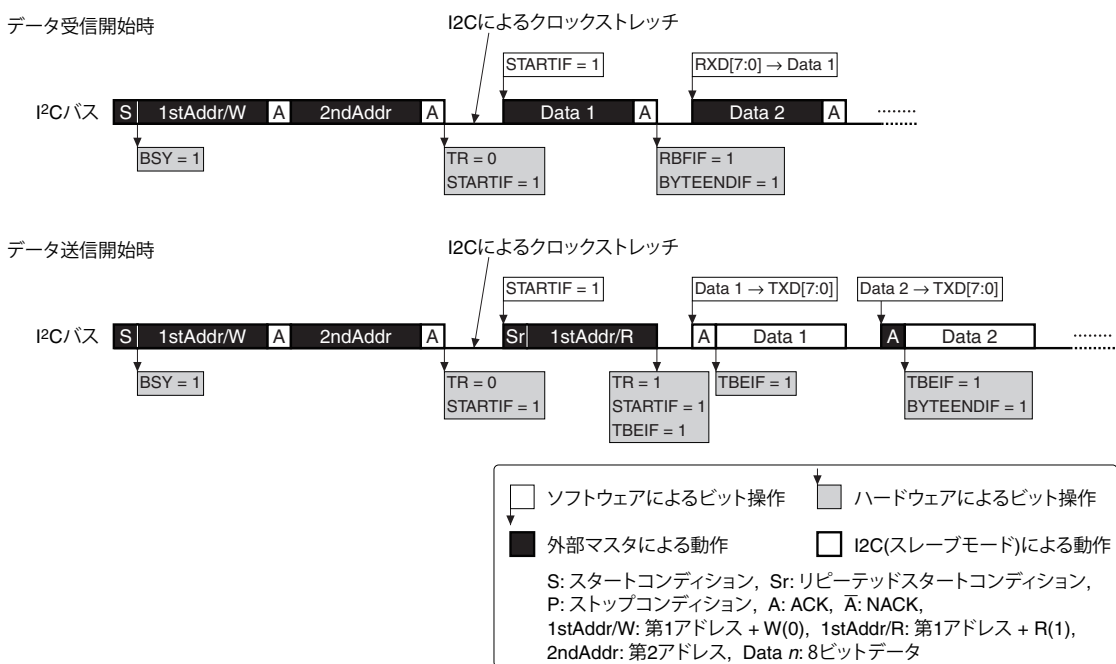 データ受信開始時
I2Cによるクロックストレッチ
STARTIF = 1
RXD[7:0] → Data 1
I²Cバス
S 1stAddr/W A 2ndAddr A Data 1 A Data 2 A
BSY = 1
TR = 0
STARTIF = 1
RBFIF = 1
BYTEENDIF = 1
データ送信開始時
I2Cによるクロックストレッチ
STARTIF = 1
Data 1 → TXD[7:0]
Data 2 → TXD[7:0]
I²Cバス
S 1stAddr/W A 2ndAddr A Sr 1stAddr/R A Data 1 A Data 2
BSY = 1
TR = 0
STARTIF = 1
TR = 1
STARTIF = 1
TBEIF = 1
TBEIF = 1
TBEIF = 1
BYTEENDIF = 1
ソフトウェアによるビット操作
ハードウェアによるビット操作
外部マスタによる動作
I2C(スレーブモード)による動作
S: スタートコンディション, Sr: リピーテッドスタートコンディション,
P: ストップコンディション, A: ACK, A̅: NACK,
1stAddr/W: 第1アドレス + W(0), 1stAddr/R: 第1アドレス + R(1),
2ndAddr: 第2アドレス, Data n: 8ビットデータ